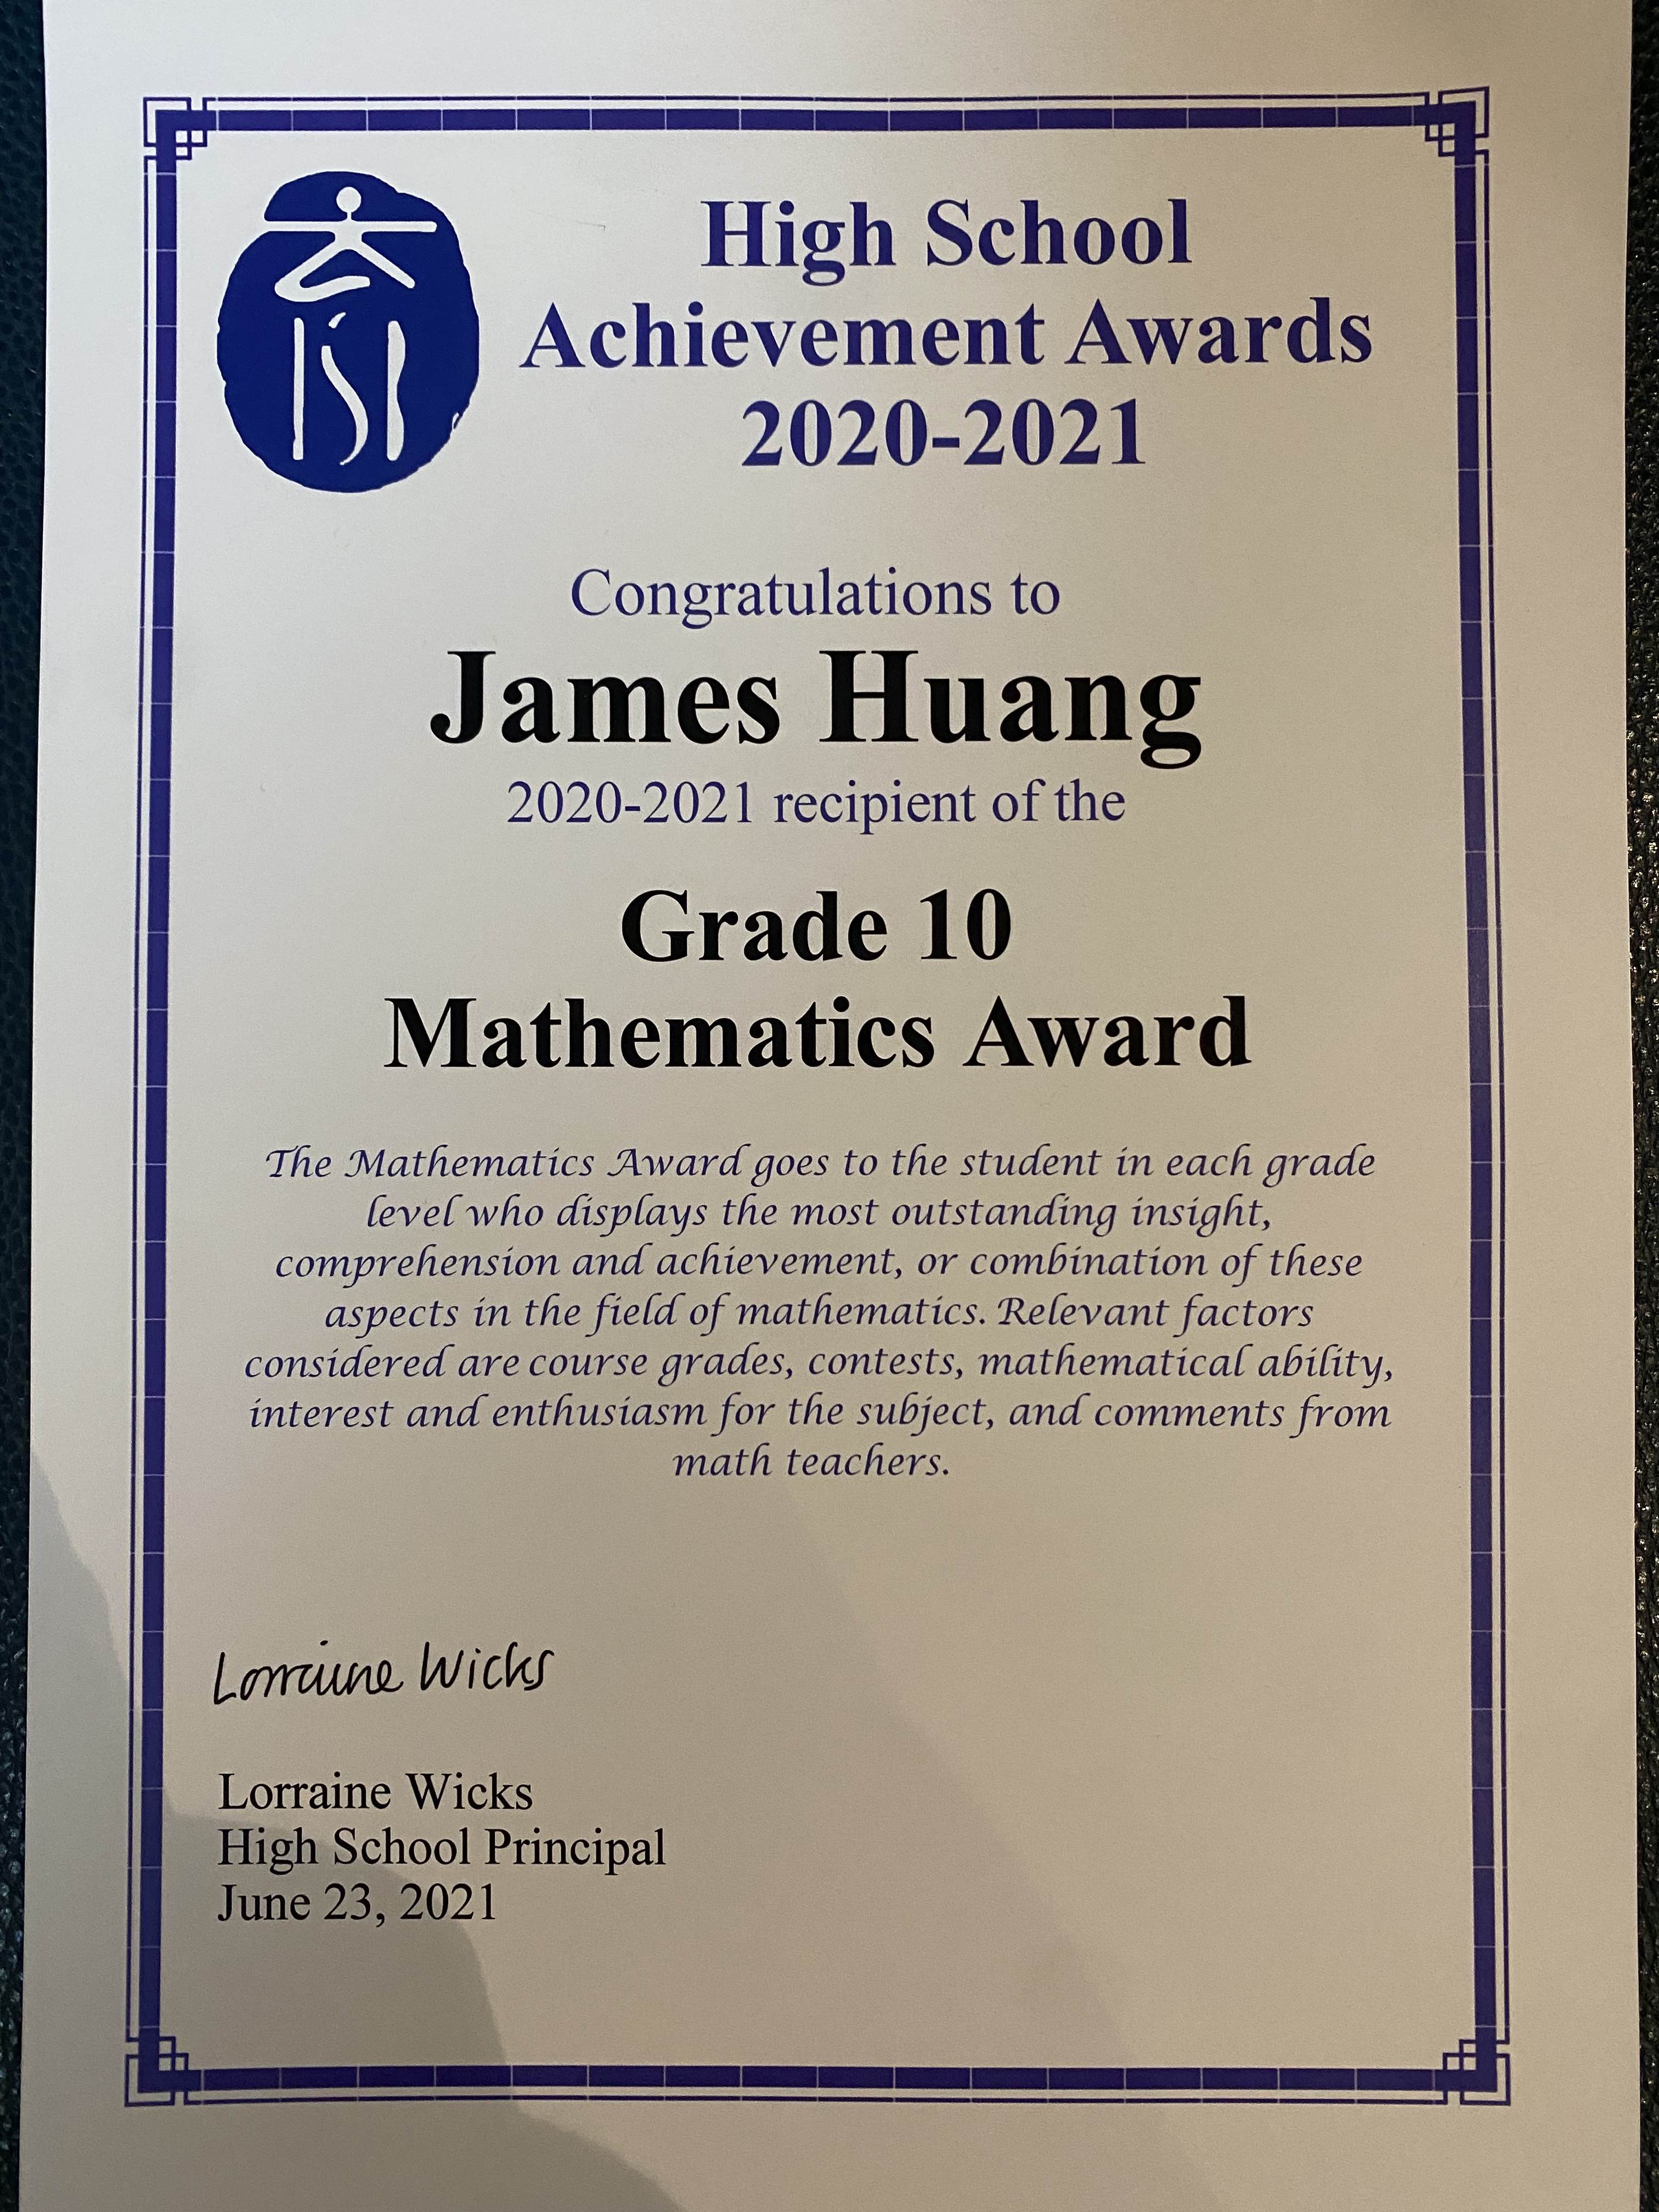 ISB
High School
Achievement Awards
2020-2021
Congratulations to
James Huang
2020-2021 recipient of the
Grade 10
Mathematics Award
The Mathematics Award goes to the student in each grade
level who displays the most outstanding insight,
comprehension and achievement, or combination of these
aspects in the field of mathematics. Relevant factors
considered are course grades, contests, mathematical ability,
interest and enthusiasm for the subject, and comments from
math teachers.
Lorraine Wicks
Lorraine Wicks
High School Principal
June 23, 2021